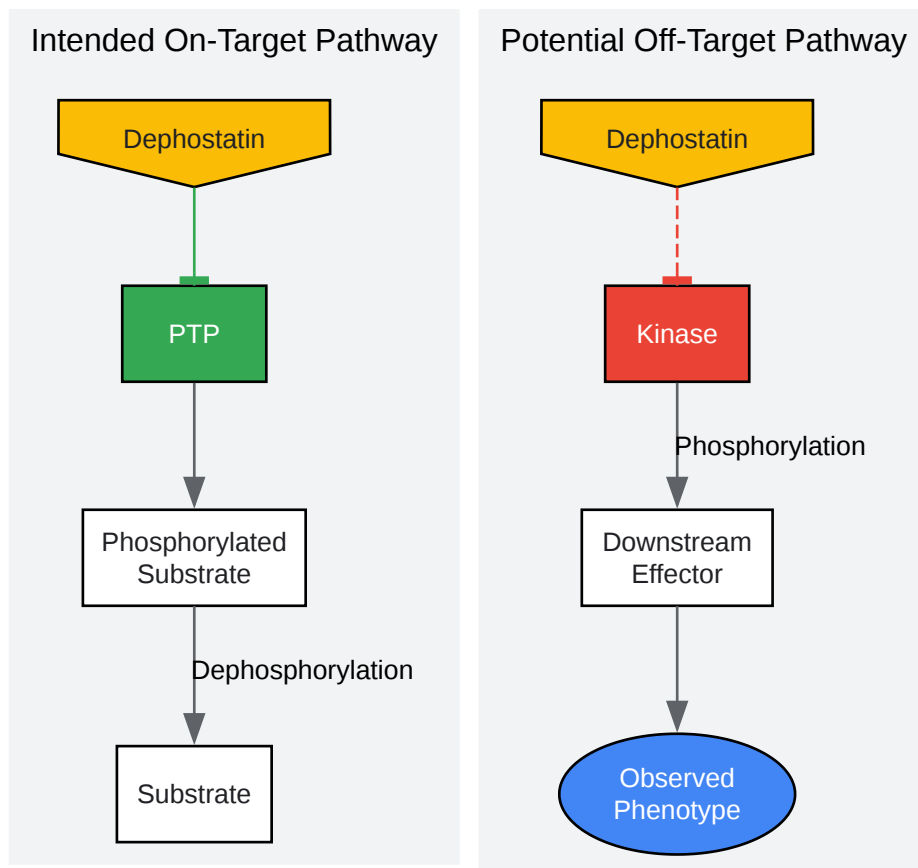 Intended On-Target Pathway
Dephostatin
PTP
Phosphorylated
Substrate
Dephosphorylation
Substrate
Potential Off-Target Pathway
Dephostatin
Kinase
Phosphorylation
Downstream
Effector
Observed
Phenotype